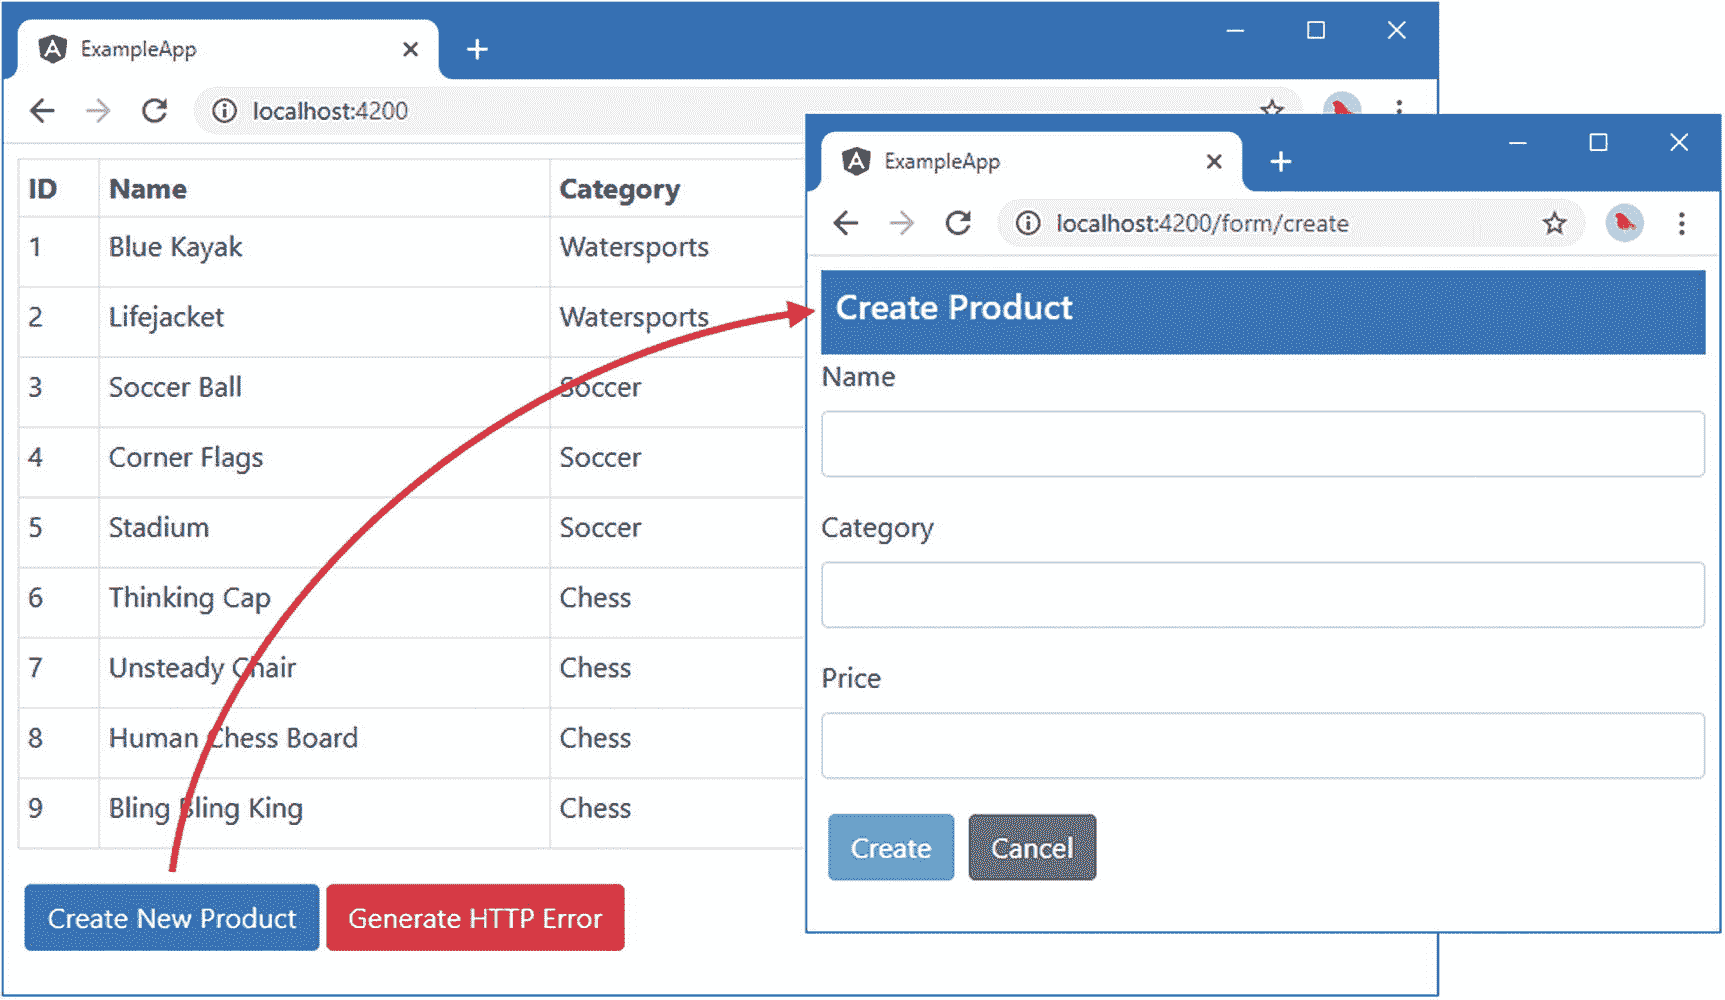 ExampleApp
localhost:4200
ID Name Category
1 Blue Kayak Watersports
2 Lifejacket Watersports
3 Soccer Ball Soccer
4 Corner Flags Soccer
5 Stadium Soccer
6 Thinking Cap Chess
7 Unsteady Chair Chess
8 Human Chess Board Chess
9 Bling Bling King Chess
Create New Product Generate HTTP Error
ExampleApp
localhost:4200/form/create
Create Product
Name
Category
Price
Create Cancel